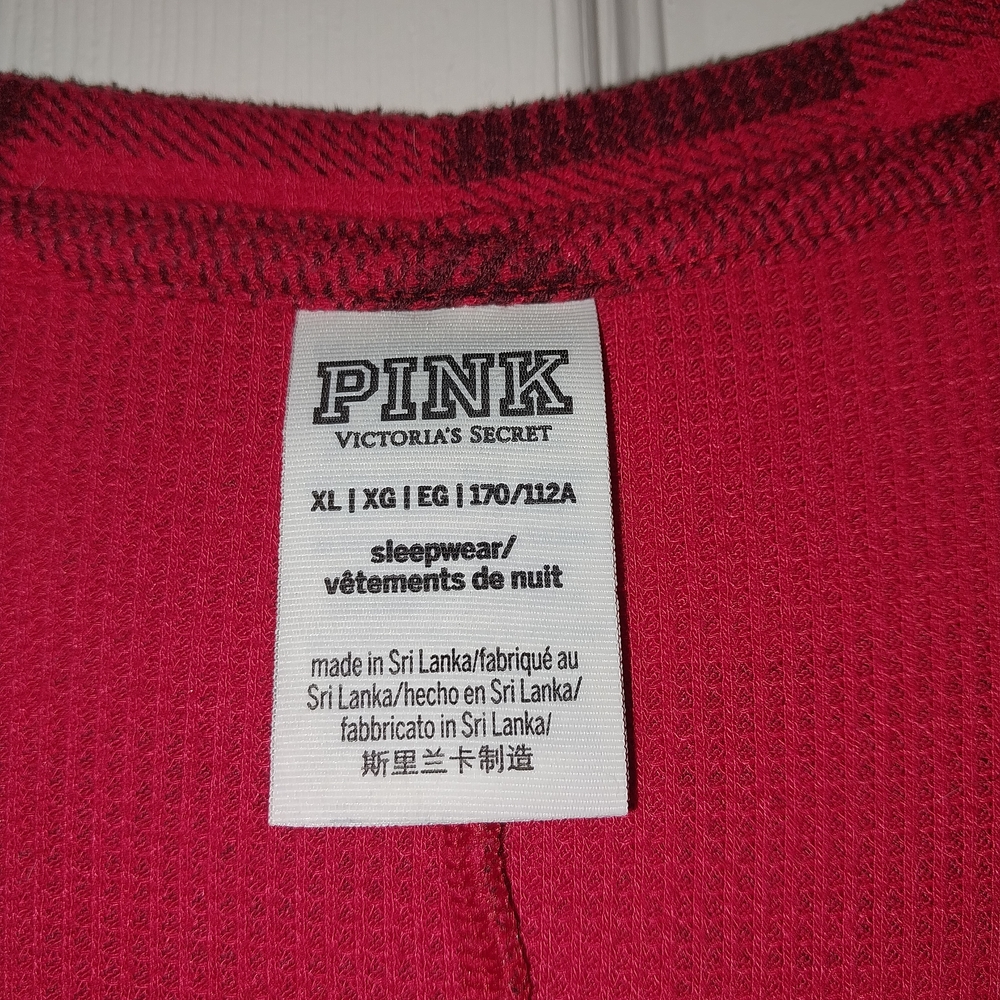 PINK
VICTORIA'S SECRET
XL | XG | EG | 170/112A
sleepwear/
vêtements de nuit
made in Sri Lanka/fabriqué au
Sri Lanka/hecho en Sri Lanka/
fabbricato in Sri Lanka/
斯里兰卡制造